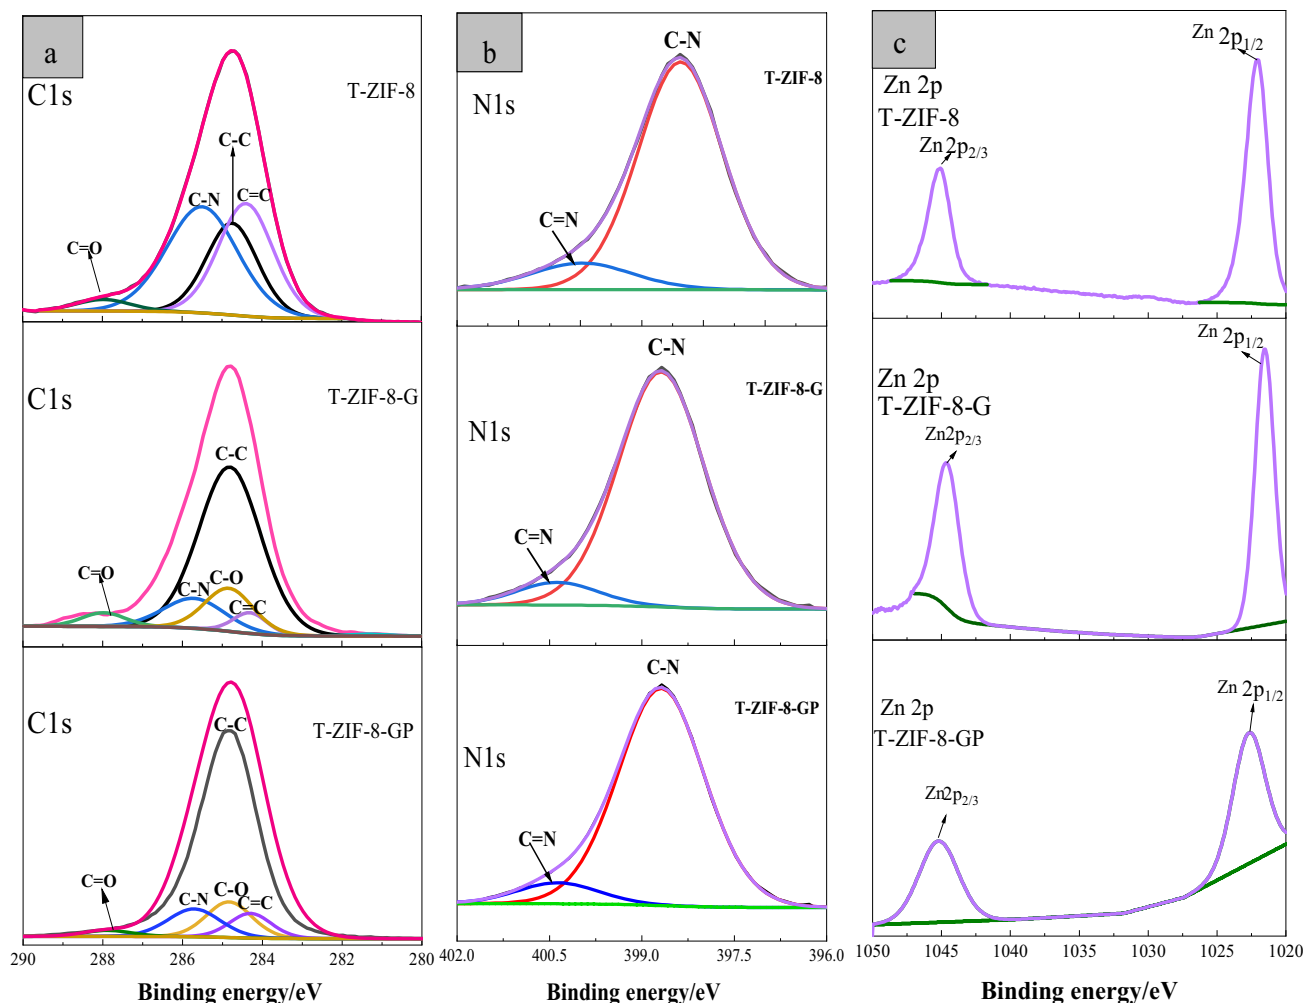 a
C1s
T-ZIF-8
C-C
C-N
C=C
C=O
C1s
T-ZIF-8-G
C-C
C=O
C-N
C-O
C=C
C1s
T-ZIF-8-GP
C-C
C=O
C-N
C-O
C=C
290 288 286 284 282 280
Binding energy/eV
b
C-N
T-ZIF-8
N1s
C=N
C-N
T-ZIF-8-G
N1s
C=N
C-N
T-ZIF-8-GP
N1s
C=N
402.0 400.5 399.0 397.5 396.0
Binding energy/eV
c
Zn 2p1/2
Zn 2p
T-ZIF-8
Zn2p2/3
Zn 2p1/2
Zn 2p
T-ZIF-8-G
Zn2p2/3
Zn 2p1/2
Zn 2p
T-ZIF-8-GP
Zn2p2/3
1050 1045 1040 1035 1030 1025 1020
Binding energy/eV